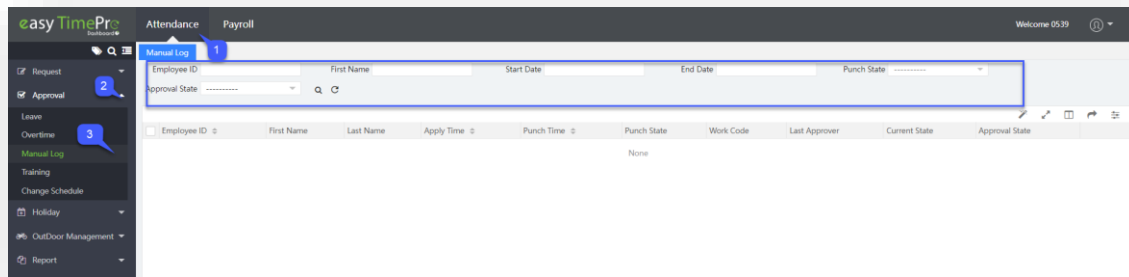 easy TimePro
Dashboard
Attendance Payroll
Welcome 0539
1
Manual Log
Request
Employee ID First Name Start Date End Date Punch State ----------
2
Approval
Approval State ----------
Leave
Overtime
3
Employee ID First Name Last Name Apply Time Punch Time Punch State Work Code Last Approver Current State Approval State
Manual Log
None
Training
Change Schedule
Holiday
OutDoor Management
Report